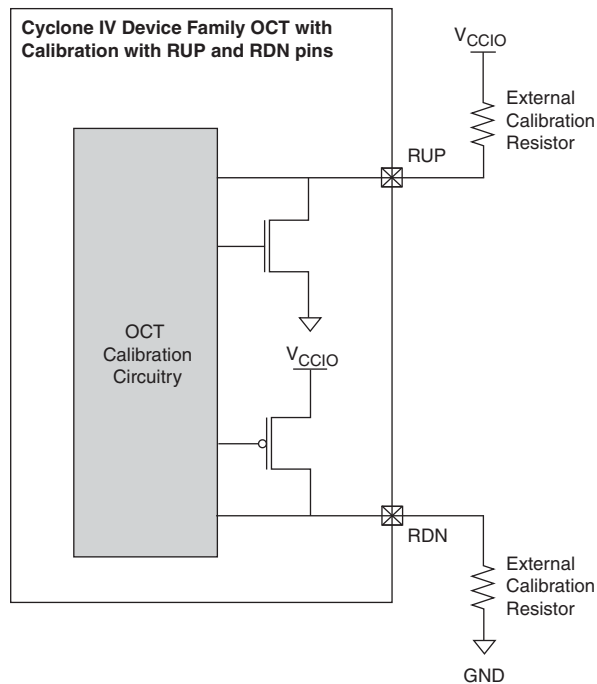 Cyclone IV Device Family OCT with
Calibration with RUP and RDN pins
VCCIO
External
Calibration
Resistor
RUP
OCT
Calibration
Circuitry
VCCIO
RDN
External
Calibration
Resistor
GND